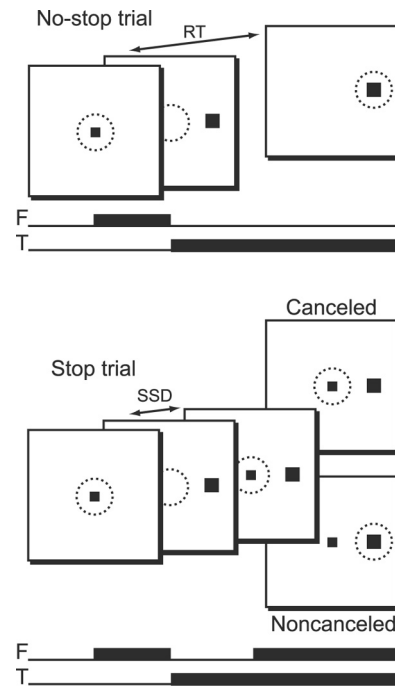 No-stop trial
RT
F
T
Canceled
Stop trial
SSD
Noncanceled
F
T